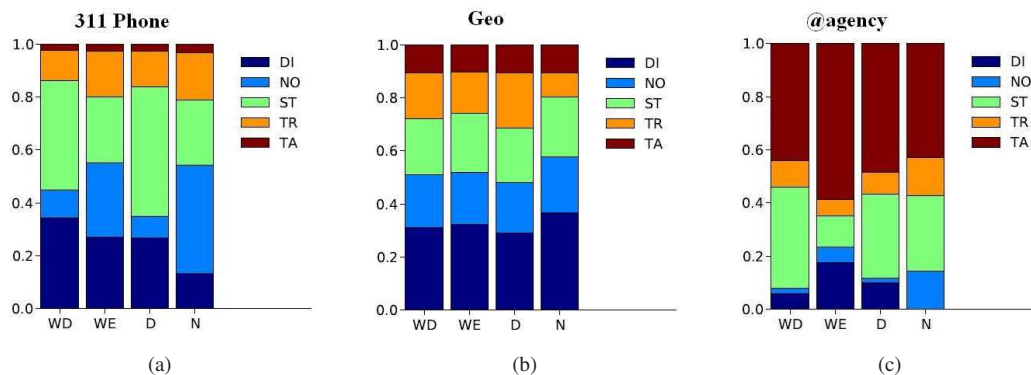 311 Phone
1.0
0.8
0.6
0.4
0.2
0.0
WD WE D N
DI
NO
ST
TR
TA
(a)
Geo
1.0
0.8
0.6
0.4
0.2
0.0
WD WE D N
DI
NO
ST
TR
TA
(b)
@agency
1.0
0.8
0.6
0.4
0.2
0.0
WD WE D N
DI
NO
ST
TR
TA
(c)